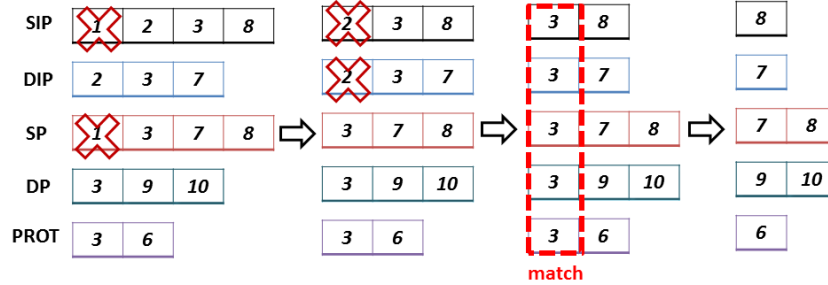 SIP 1 2 3 8 2 3 8 3 8 8
DIP 2 3 7 2 3 7 3 7 7
SP 1 3 7 8 3 7 8 3 7 8 7 8
DP 3 9 10 3 9 10 3 9 10 9 10
PROT 3 6 3 6 3 6 6
match